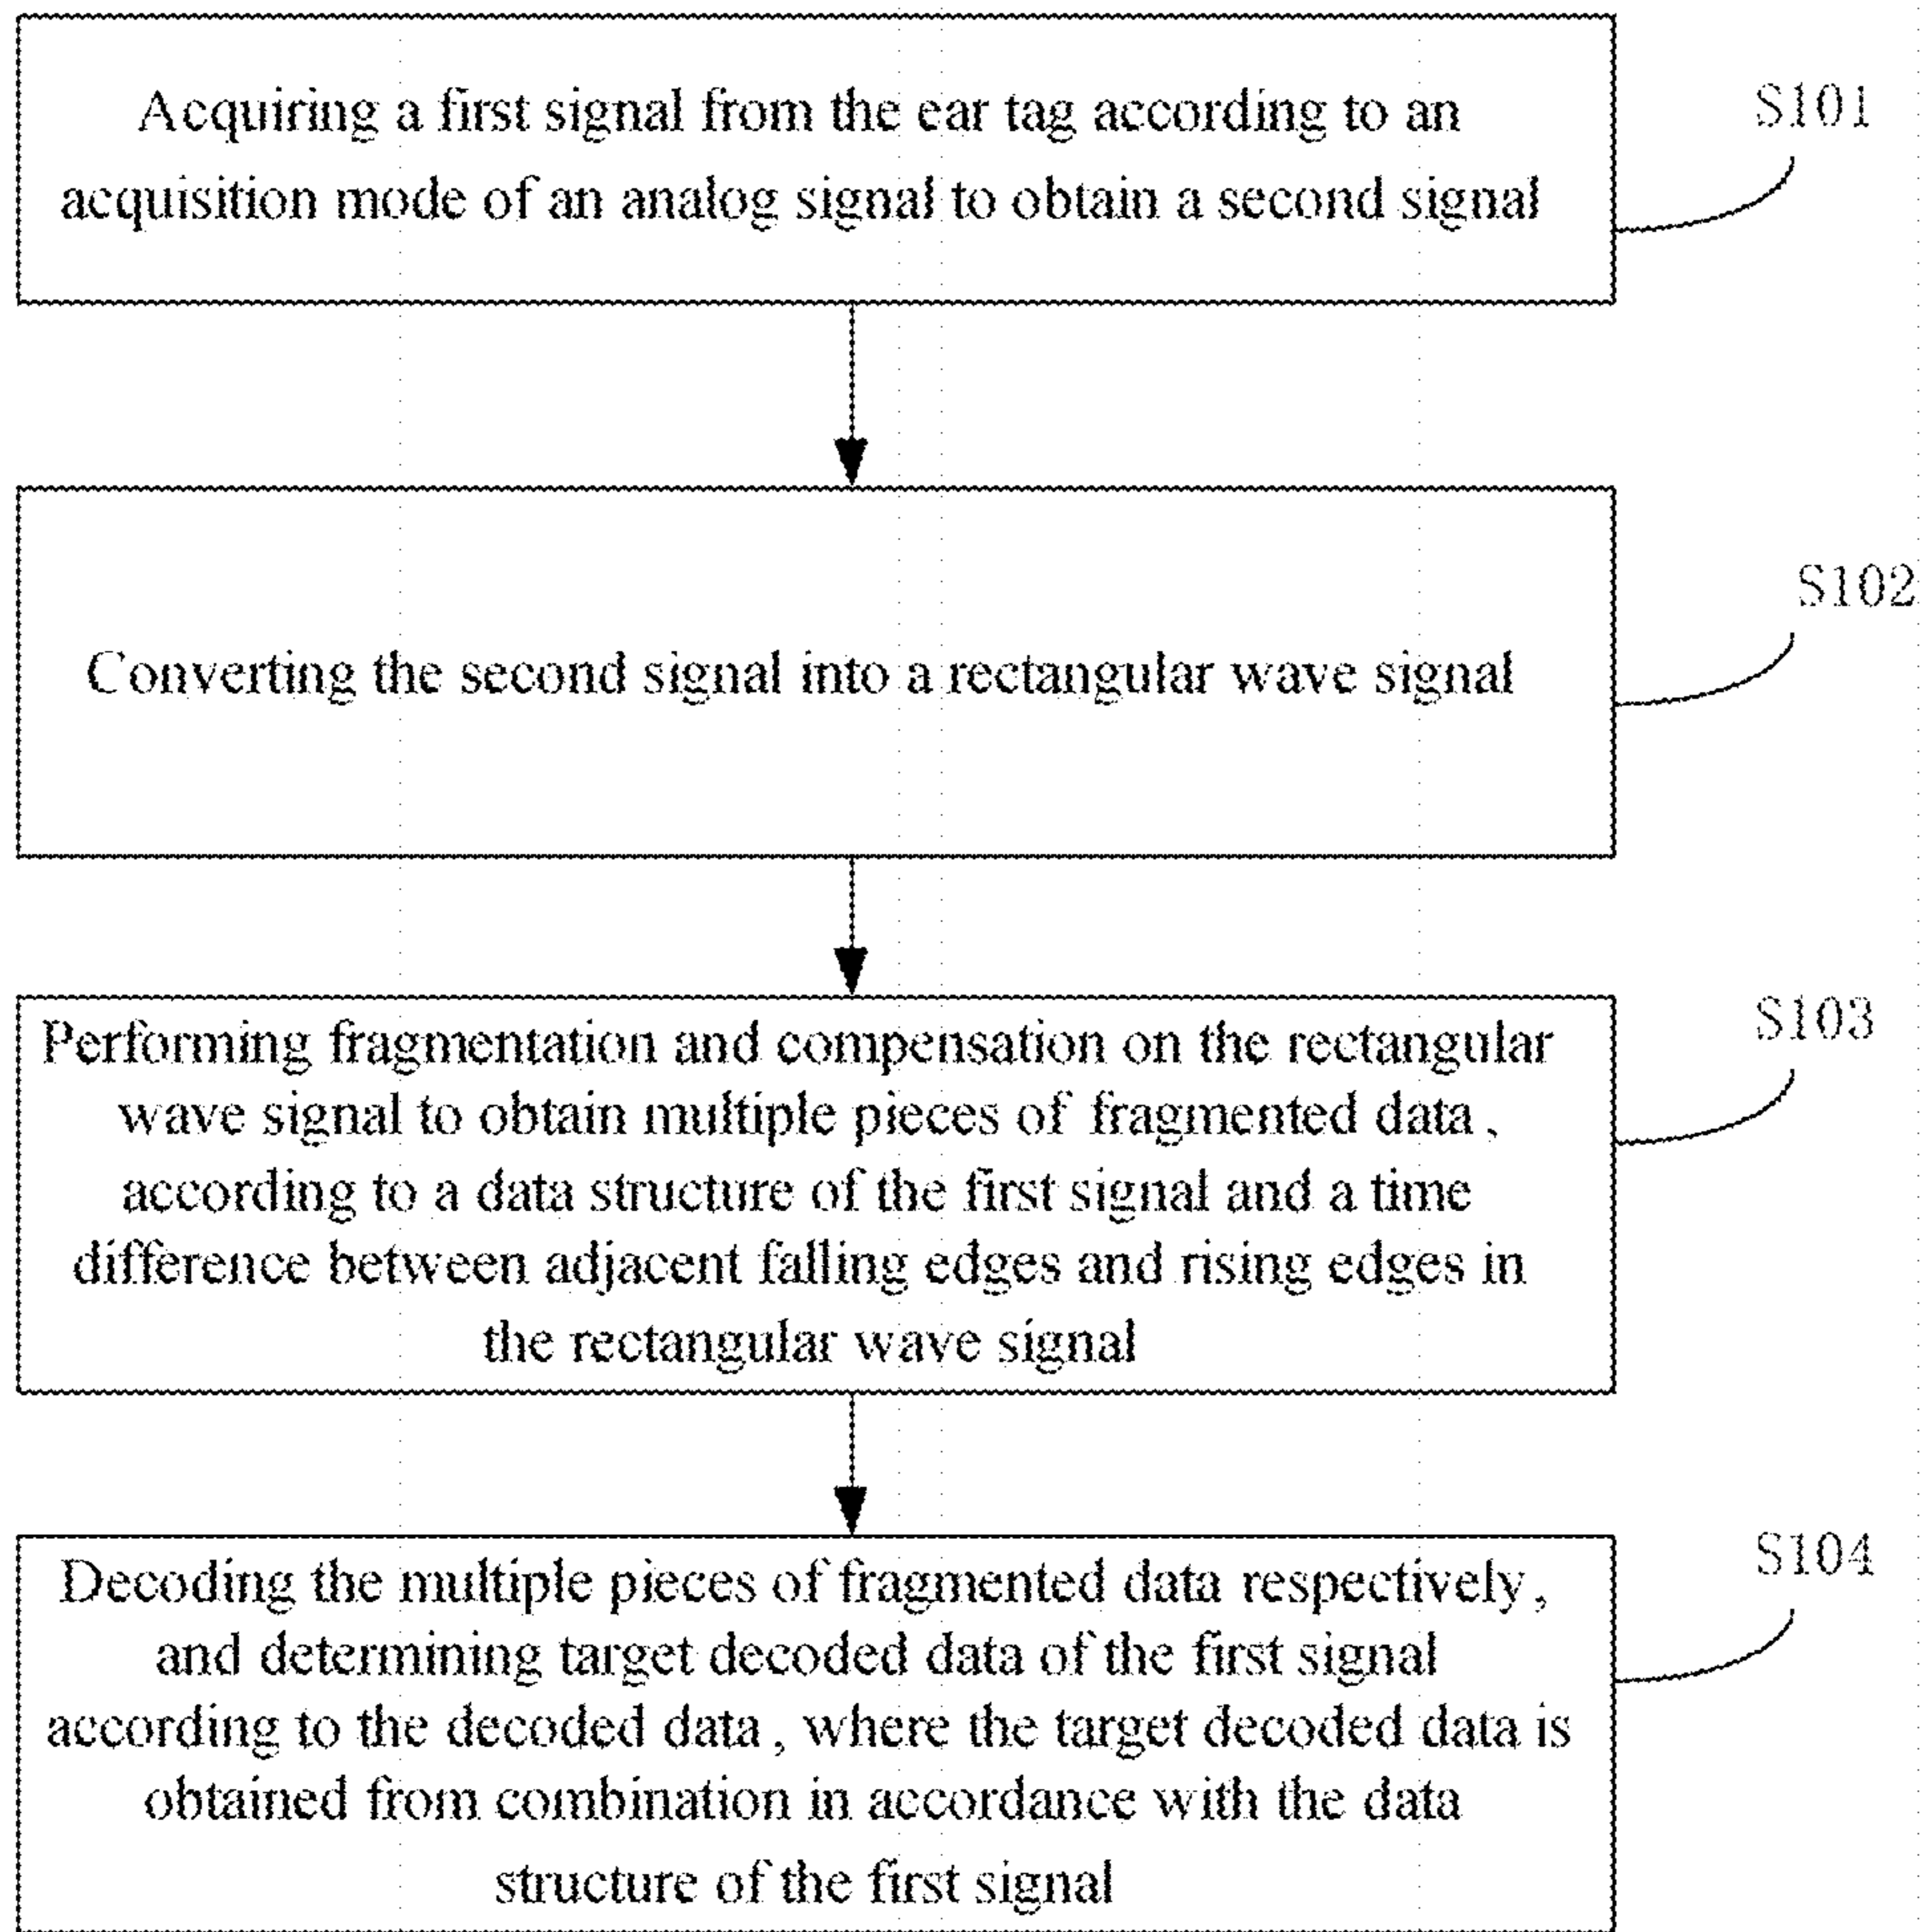 Acquiring a first signal from the ear tag according to an
acquisition mode of an analog signal to obtain a second signal
S101
Converting the second signal into a rectangular wave signal
S102
Performing fragmentation and compensation on the rectangular
wave signal to obtain multiple pieces of fragmented data,
according to a data structure of the first signal and a time
difference between adjacent falling edges and rising edges in
the rectangular wave signal
S103
Decoding the multiple pieces of fragmented data respectively,
and determining target decoded data of the first signal
according to the decoded data, where the target decoded data is
obtained from combination in accordance with the data
structure of the first signal
S104